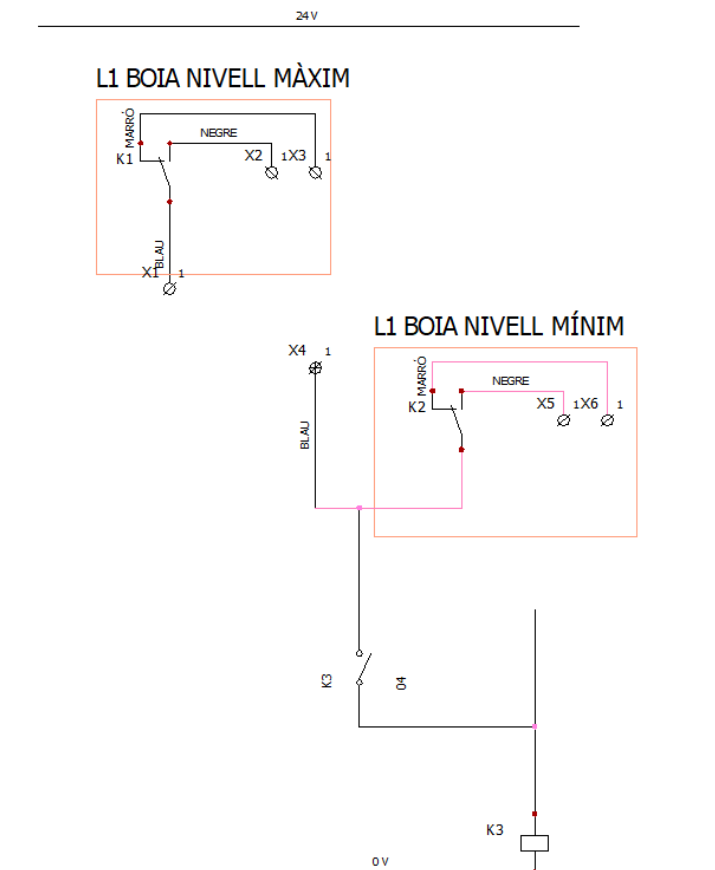 24 V
L1 BOIA NIVELL MÀXIM
MARRÓ
NEGRE
K1
X2 1 X3 1
BLAU
X1 1
L1 BOIA NIVELL MÍNIM
X4 1
MARRÓ
NEGRE
K2
X5 1 X6 1
BLAU
K3
04
K3
0 V